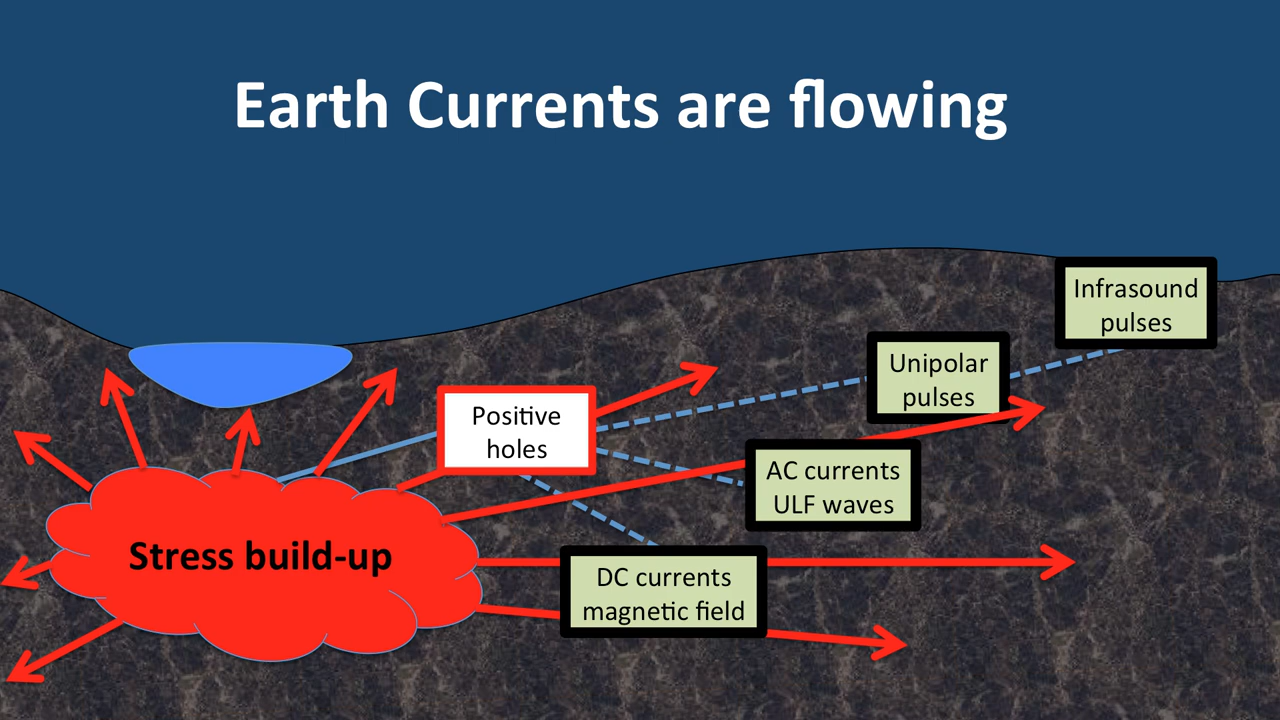 Earth Currents are flowing
Infrasound
pulses
Unipolar
pulses
Positive
holes
AC currents
ULF waves
Stress build-up
DC currents
magnetic field